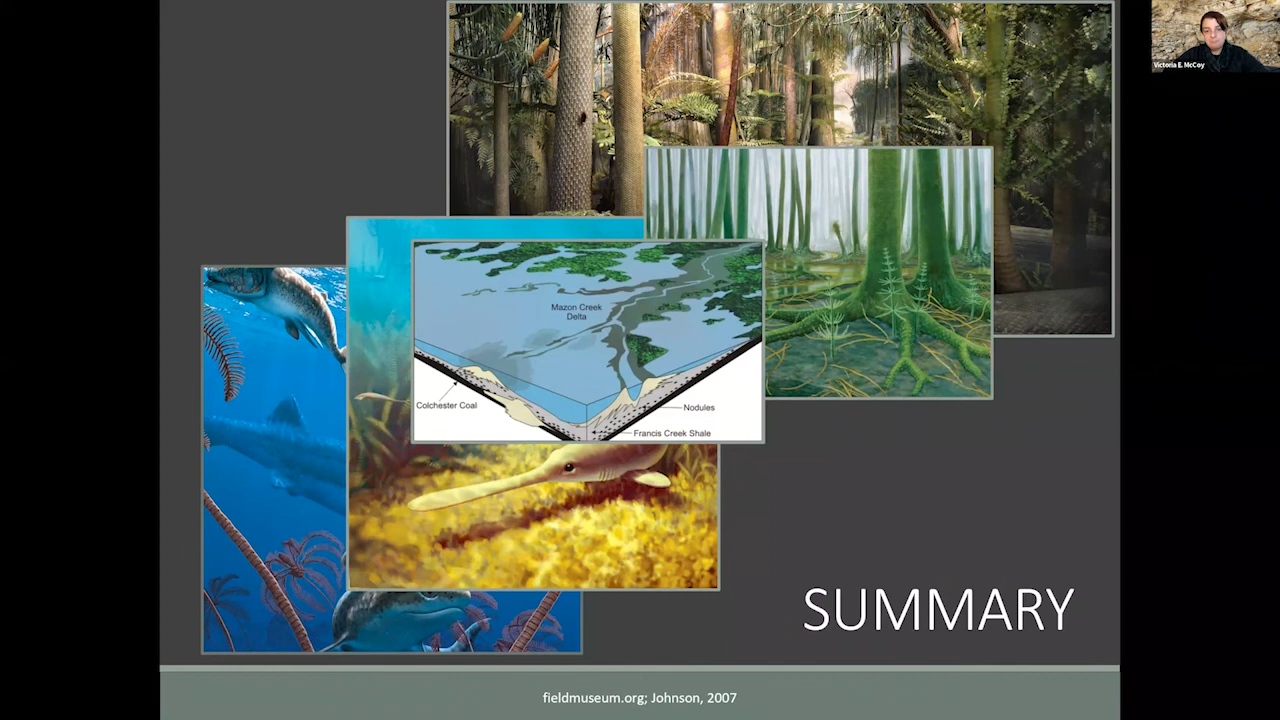 Victoria E. McCoy
Mazon Creek
Delta
Colchester Coal
Nodules
Francis Creek Shale
SUMMARY
fieldmuseum.org; Johnson, 2007